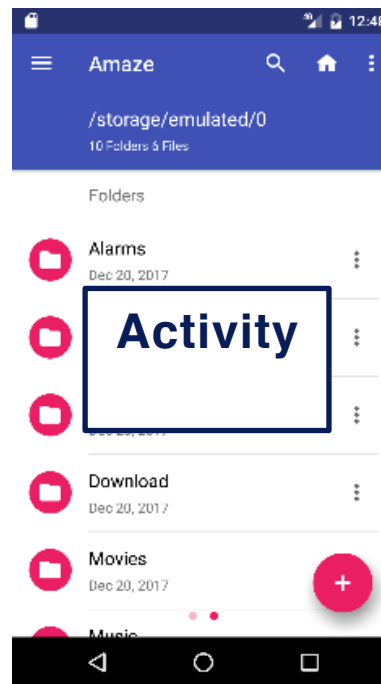 12:48
Amaze
/storage/emulated/0
10 Folders 6 Files
Folders
Alarms
Dec 20, 2017
Activity
Download
Dec 20, 2017
Movies
Dec 20, 2017
Music